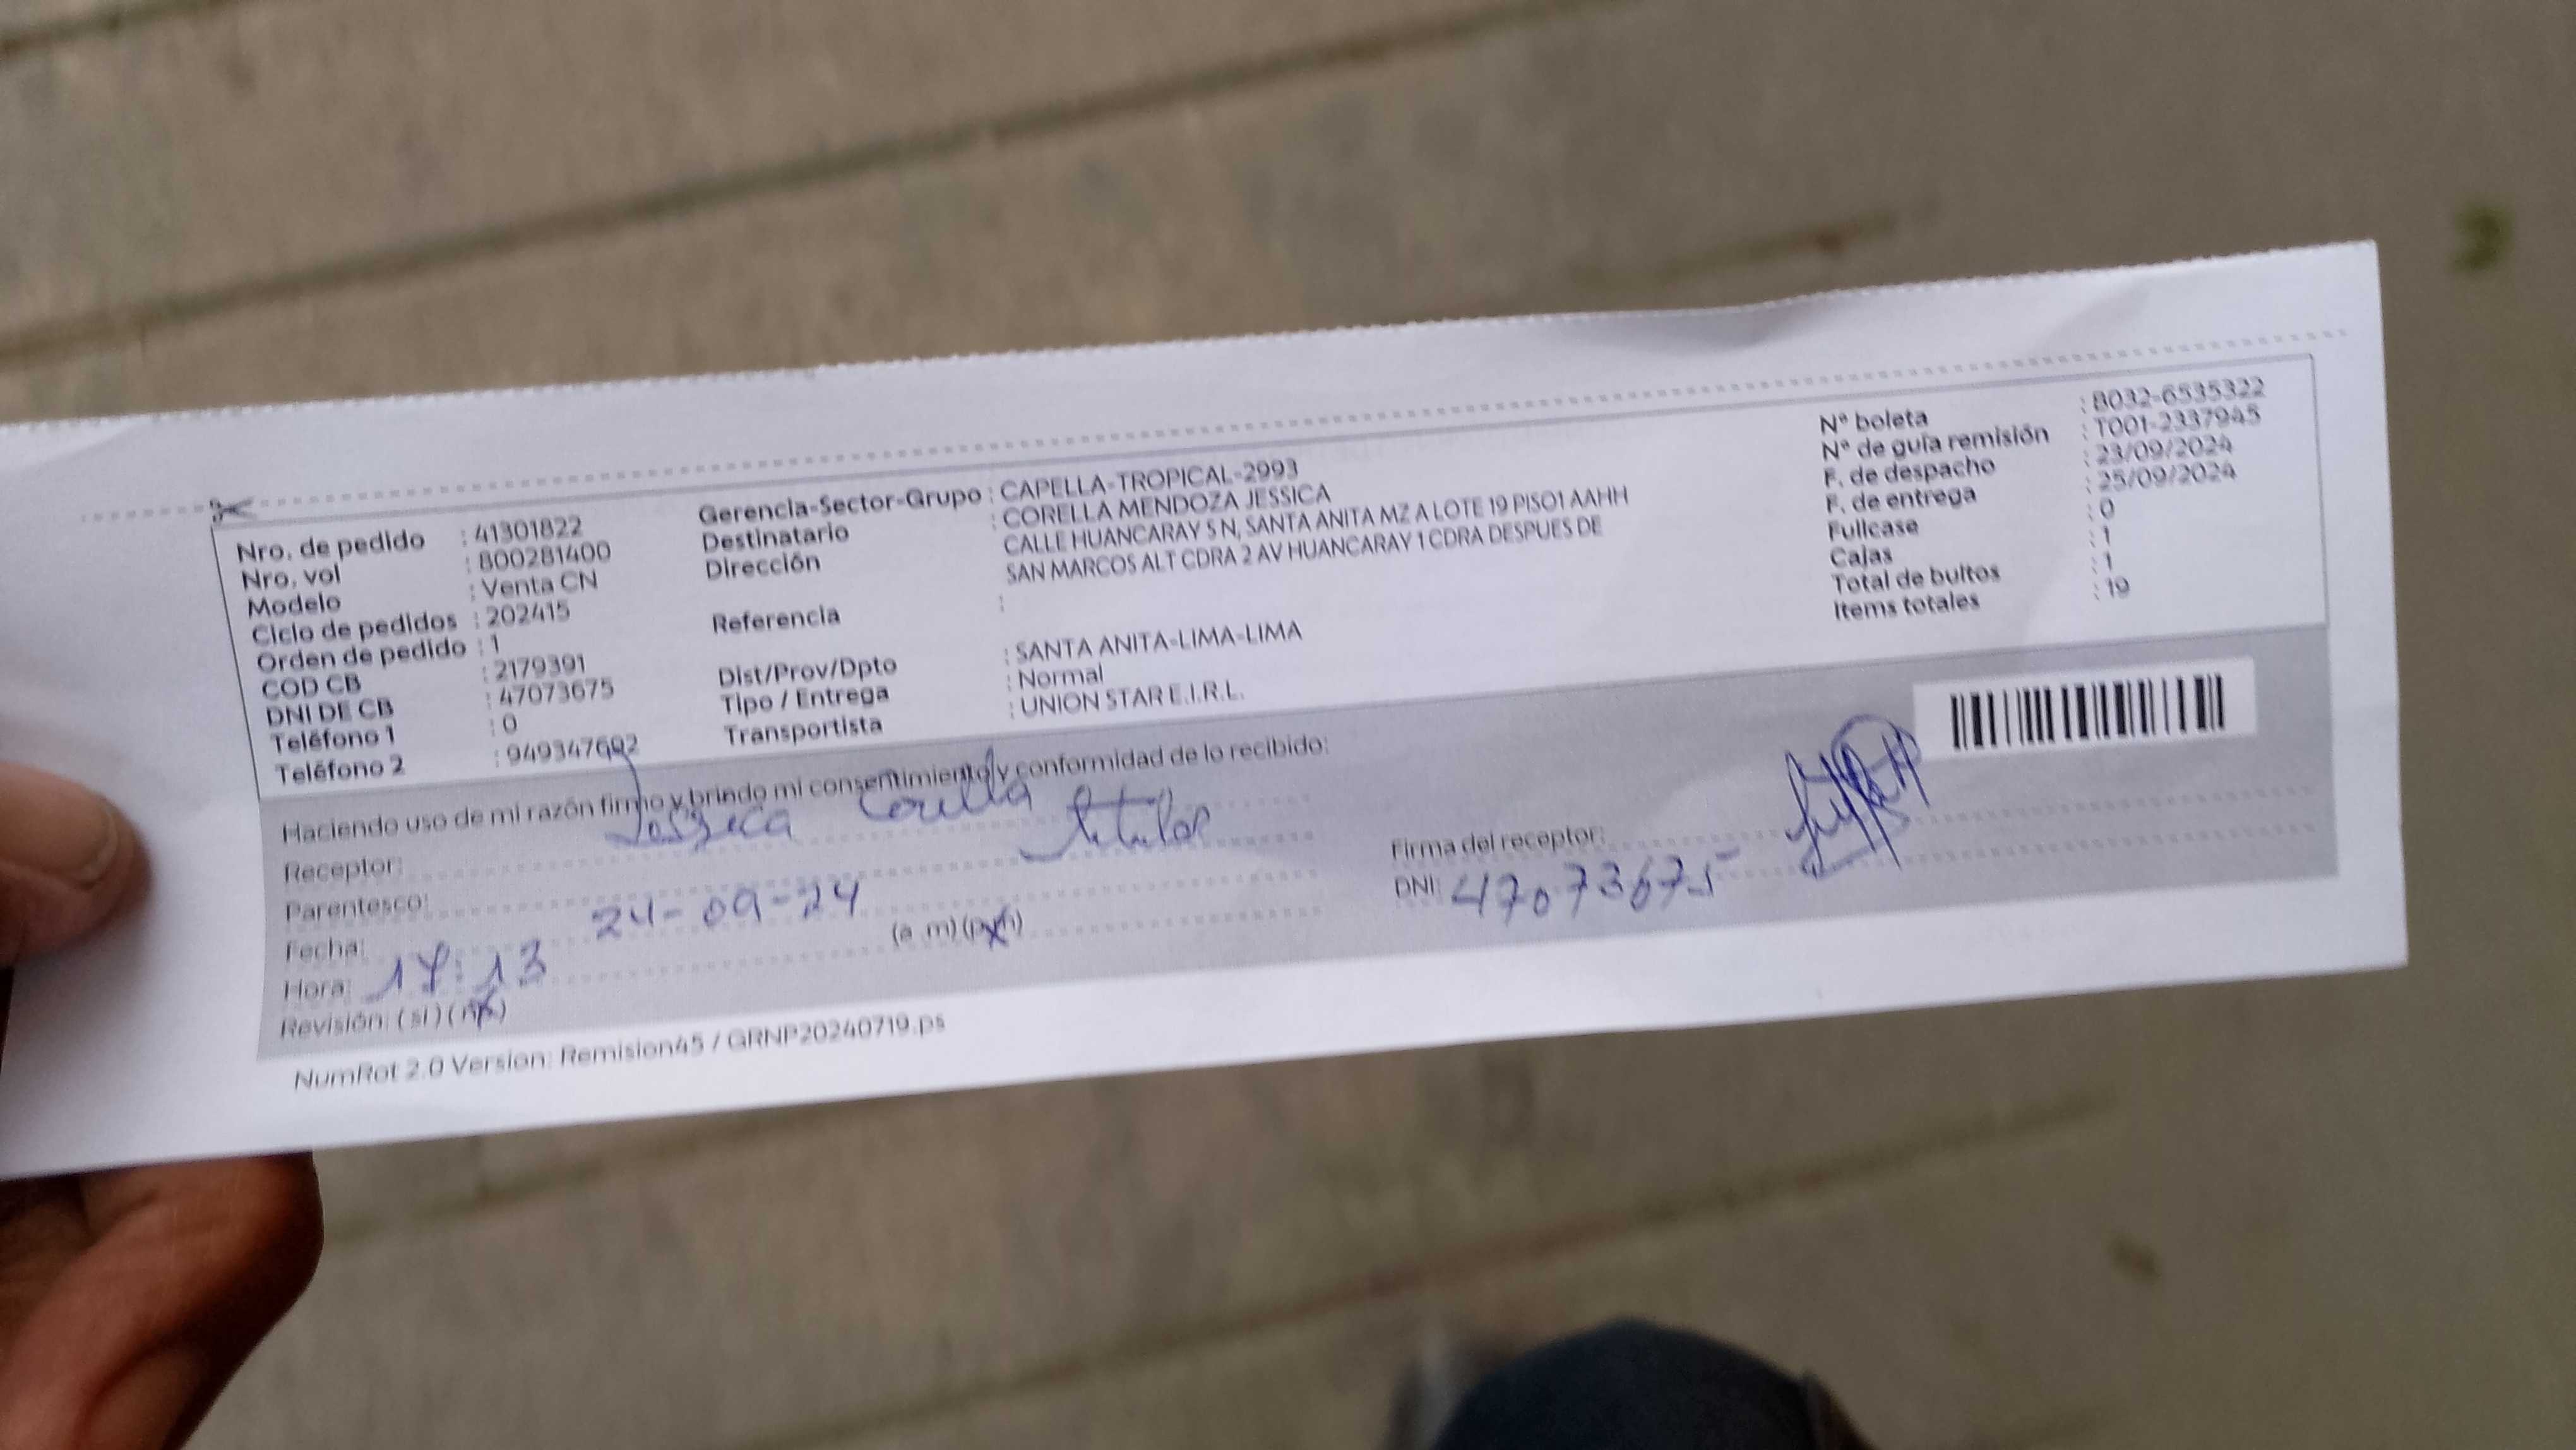 Nro. de pedido : 41301822
Nro. vol : 800281400
Modelo : Venta CN
Ciclo de pedidos : 202415
Orden de pedido : 1
COD CB : 2179391
DNI DE CB : 47073675
Teléfono 1 : 0
Teléfono 2 : 949347692
Gerencia-Sector-Grupo : CAPELLA-TROPICAL-2993
Destinatario : CORELLA MENDOZA JESSICA
Dirección : CALLE HUANCARAY S N, SANTA ANITA MZ A LOTE 19 PISO1 AAHH
SAN MARCOS ALT CDRA 2 AV HUANCARAY 1 CDRA DESPUES DE
Referencia :
Dist/Prov/Dpto : SANTA ANITA-LIMA-LIMA
Tipo / Entrega : Normal
Transportista : UNION STAR E.I.R.L.
N° boleta : B032-6535322
N° de guía remisión : T001-2337945
F. de despacho : 23/09/2024
F. de entrega : 25/09/2024
Fullcase : 0
Cajas : 1
Total de bultos : 1
Items totales : 19
Haciendo uso de mi razón firmo y brindo mi consentimiento y conformidad de lo recibido:
Receptor: Jessica Corella
Parentesco: titular
Fecha: 24-09-24
Hora: 17:13 (a m) (p m)
Revisión: (si) (no)
Firma del receptor:
DNI: 47073675
NumRot 2.0 Version: Remision45 / GRNP20240719.ps